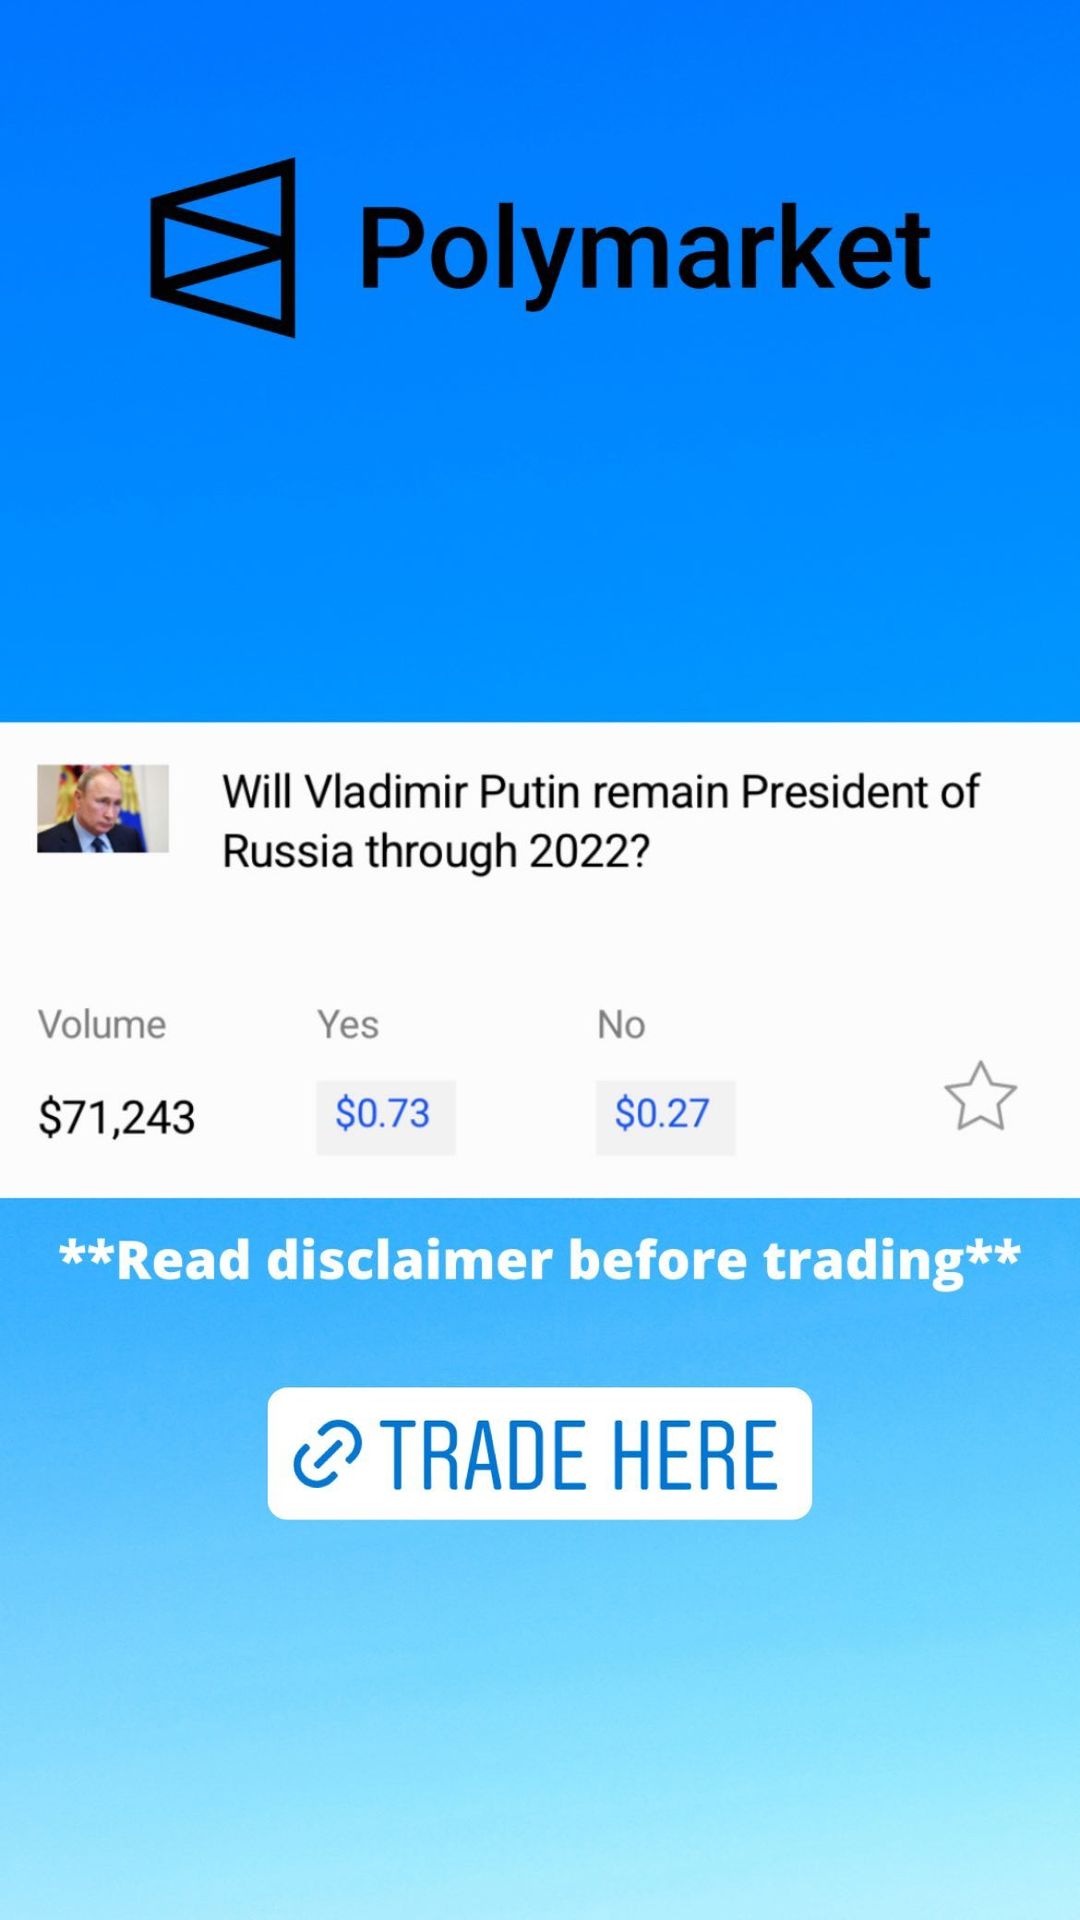 Polymarket
Will Vladimir Putin remain President of
Russia through 2022?
Volume Yes No
$71,243 $0.73 $0.27
**Read disclaimer before trading**
TRADE HERE